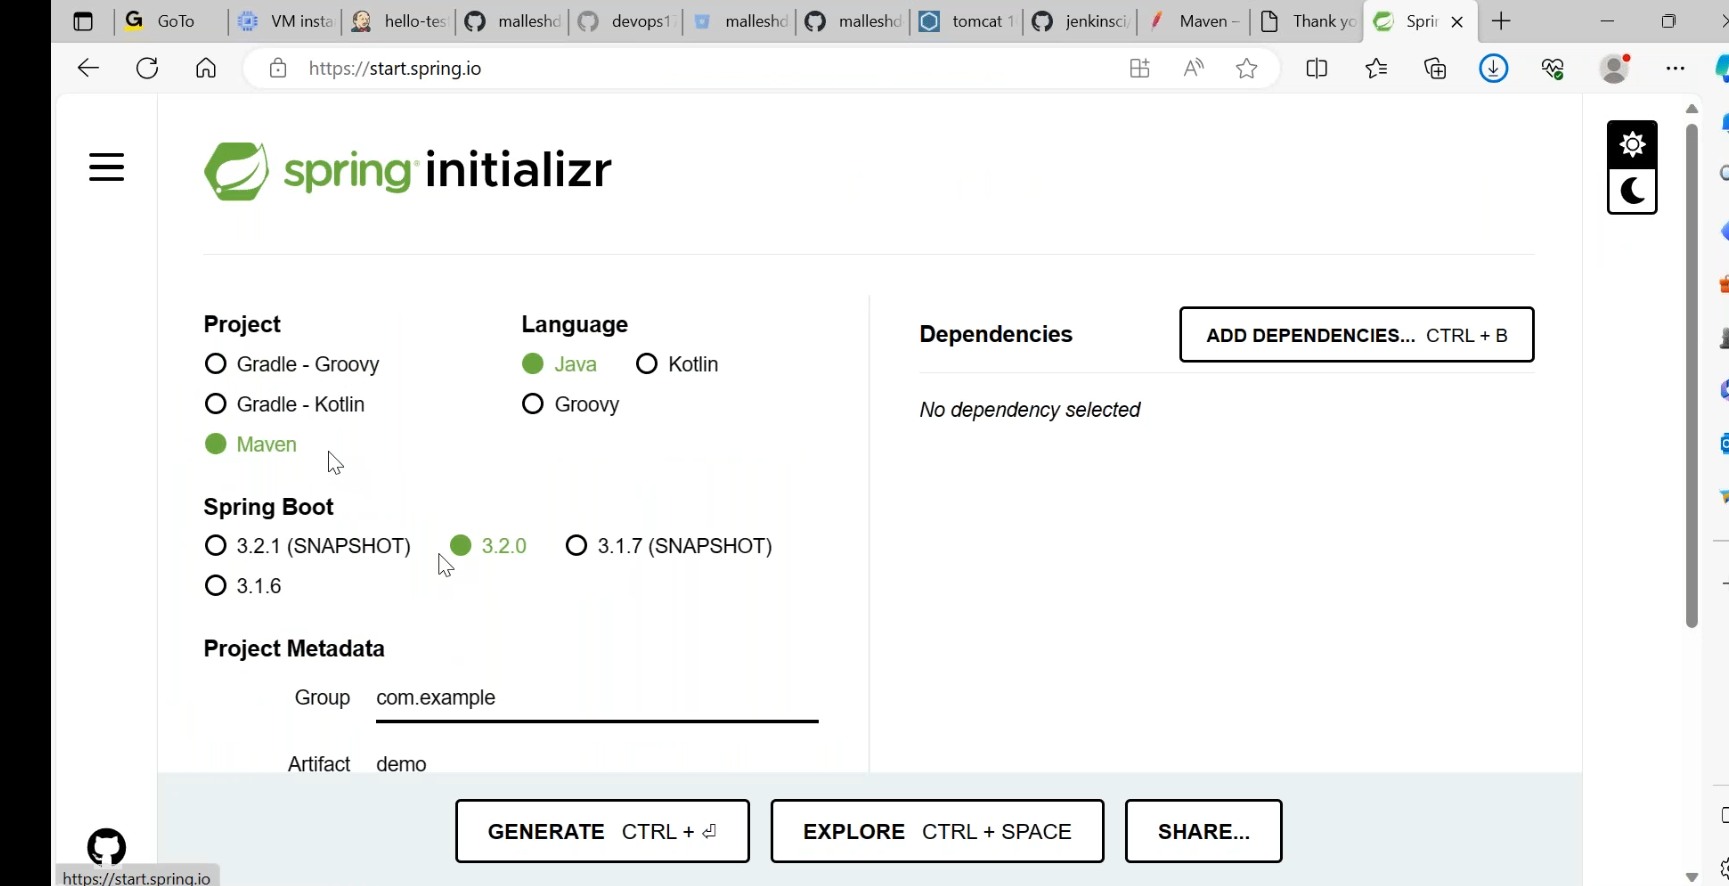 GoTo
VM insta
hello-tes
malleshd
devops17
malleshd
malleshd
tomcat 1
jenkinsci/
Maven –
Thank yo
Sprin
https://start.spring.io
spring initializr
Project
Gradle - Groovy
Gradle - Kotlin
Maven
Language
Java
Kotlin
Groovy
Spring Boot
3.2.1 (SNAPSHOT)
3.2.0
3.1.7 (SNAPSHOT)
3.1.6
Project Metadata
Group com.example
Artifact demo
Dependencies
ADD DEPENDENCIES... CTRL + B
No dependency selected
GENERATE CTRL + ⏎
EXPLORE CTRL + SPACE
SHARE...
https://start.spring.io